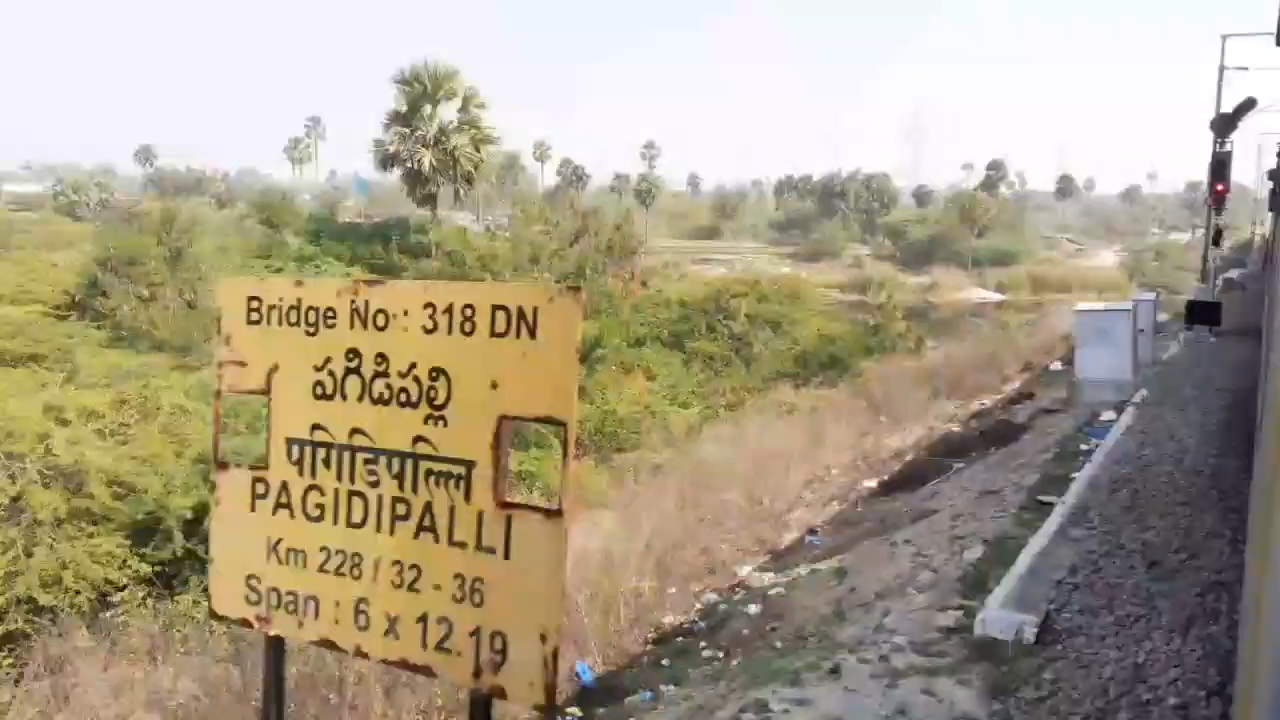 Bridge No : 318 DN
పగిడిపల్లి
पगिडिपल्लि
PAGIDIPALLI
Km 228 / 32 - 36
Span : 6 x 12.19